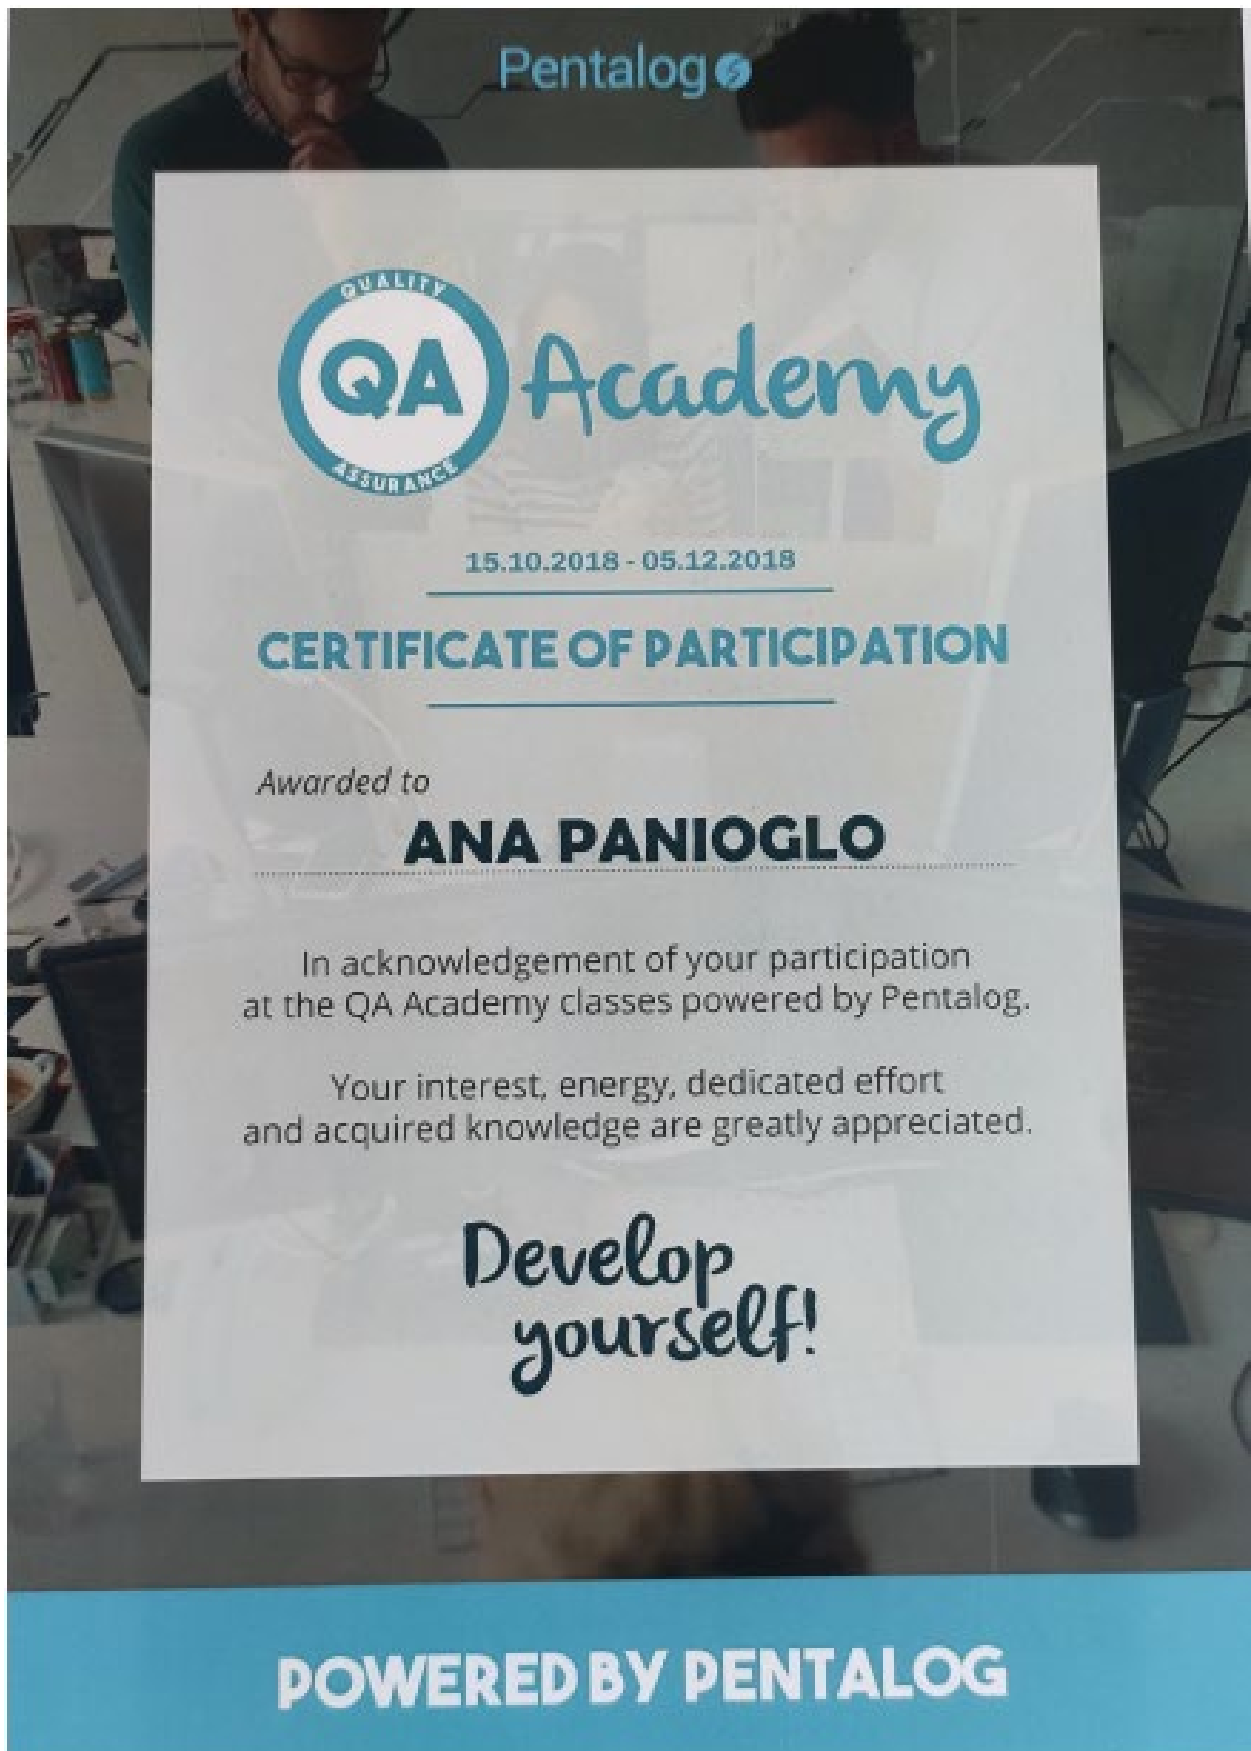 Pentalog
QUALITY
QA Academy
ASSURANCE
15.10.2018 - 05.12.2018
CERTIFICATE OF PARTICIPATION
Awarded to
ANA PANIOGLO
In acknowledgement of your participation
at the QA Academy classes powered by Pentalog.
Your interest, energy, dedicated effort
and acquired knowledge are greatly appreciated.
Develop
yourself!
POWERED BY PENTALOG